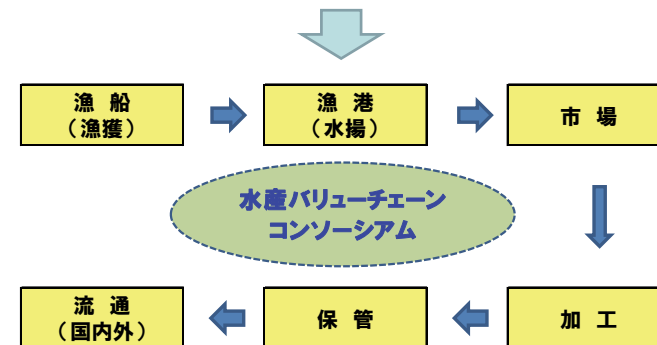 漁 船
（漁獲）
漁 港
（水揚）
市 場
水産バリューチェーン
コンソーシアム
流 通
（国内外）
保 管
加 工